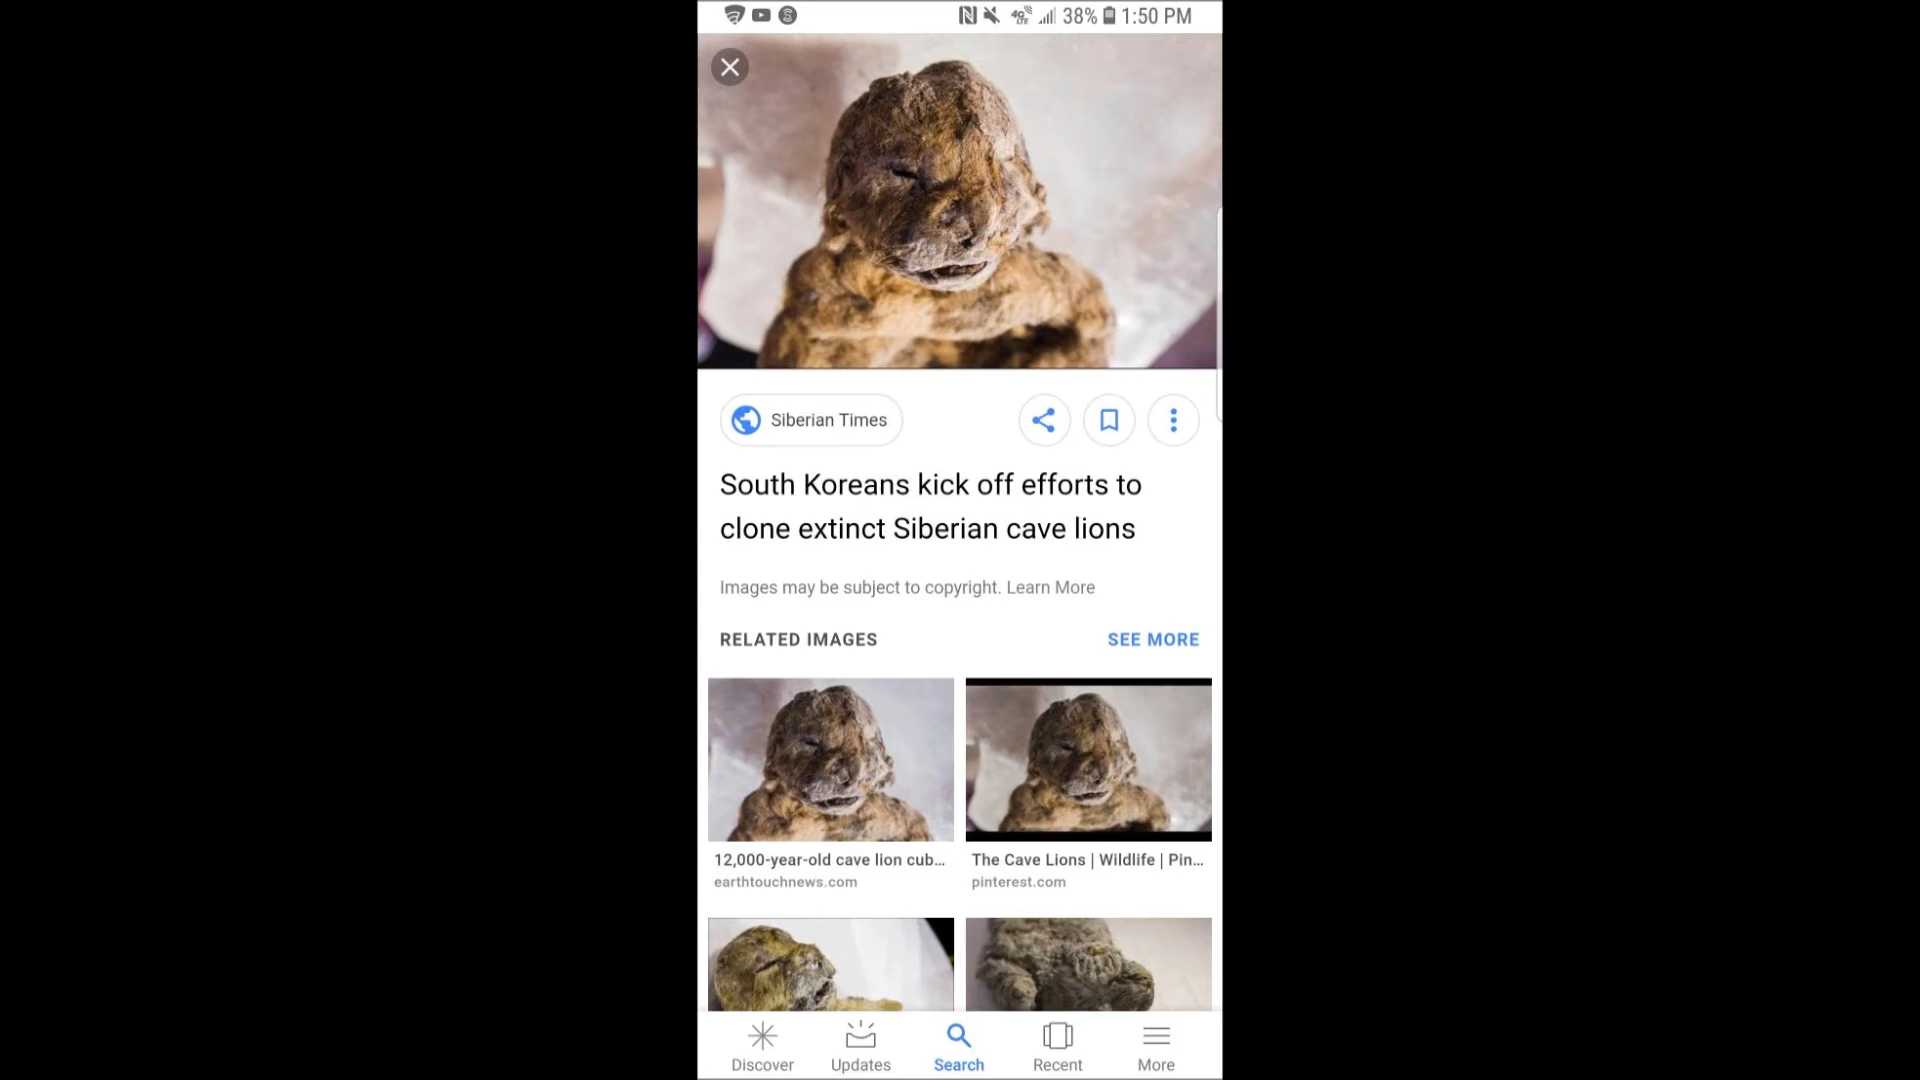 38% 1:50 PM
Siberian Times
South Koreans kick off efforts to
clone extinct Siberian cave lions
Images may be subject to copyright. Learn More
RELATED IMAGES SEE MORE
12,000-year-old cave lion cub...
earthtouchnews.com
The Cave Lions | Wildlife | Pin...
pinterest.com
Discover Updates Search Recent More